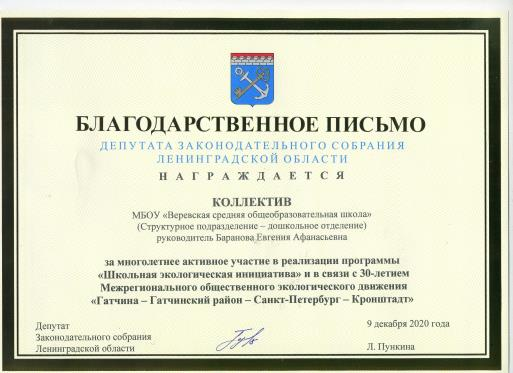 БЛАГОДАРСТВЕННОЕ ПИСЬМО
ДЕПУТАТА ЗАКОНОДАТЕЛЬНОГО СОБРАНИЯ
ЛЕНИНГРАДСКОЙ ОБЛАСТИ
НАГРАЖДАЕТСЯ
КОЛЛЕКТИВ
МБОУ «Веревская средняя общеобразовательная школа»
(Структурное подразделение – дошкольное отделение)
руководитель Баранова Евгения Афанасьевна
за многолетнее активное участие в реализации программы
«Школьная экологическая инициатива» и в связи с 30-летием
Межрегионального общественного экологического движения
«Гатчина – Гатчинский район – Санкт-Петербург – Кронштадт»
Депутат
Законодательного собрания
Ленинградской области
9 декабря 2020 года
Л. Пункина